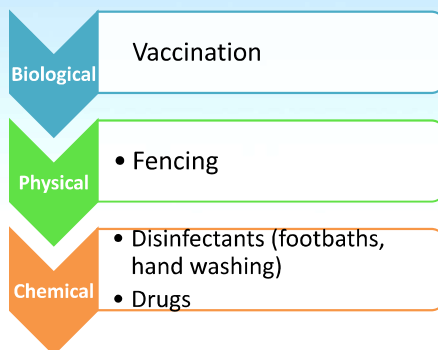 Biological
Vaccination
Physical
• Fencing
Chemical
• Disinfectants (footbaths,
hand washing)
• Drugs